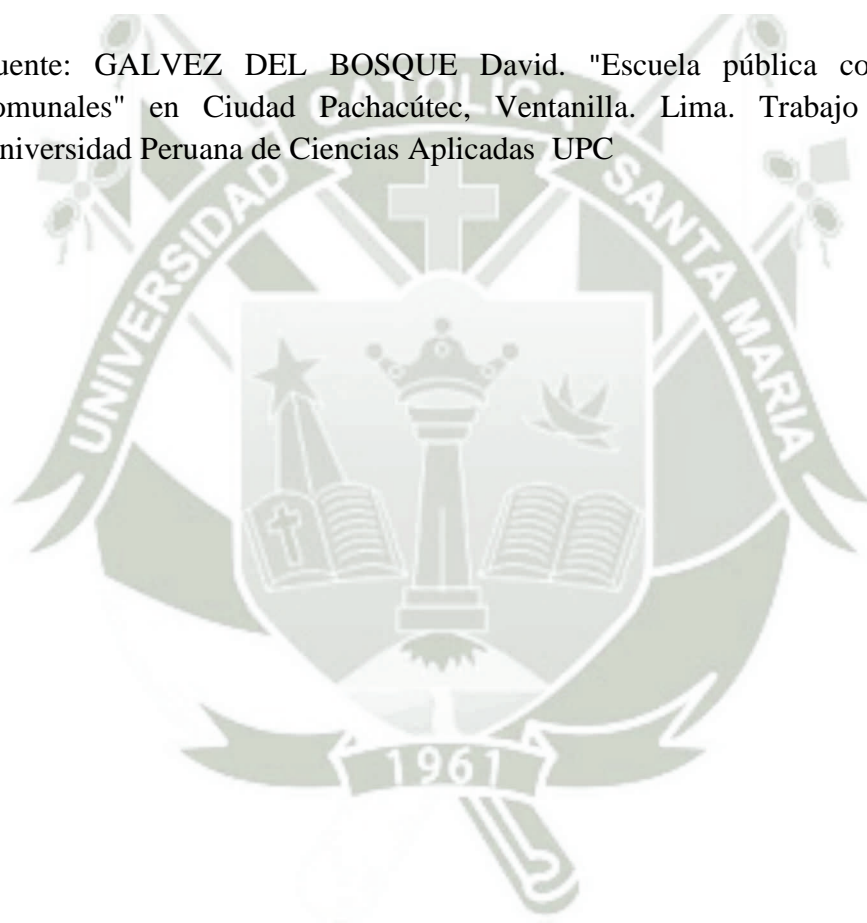 uente: GALVEZ DEL BOSQUE David. "Escuela pública co
omunales" en Ciudad Pachacútec, Ventanilla. Lima. Trabajo
niversidad Peruana de Ciencias Aplicadas UPC
CATOLICA
UNIVERSIDAD
SANTA MARIA
1961